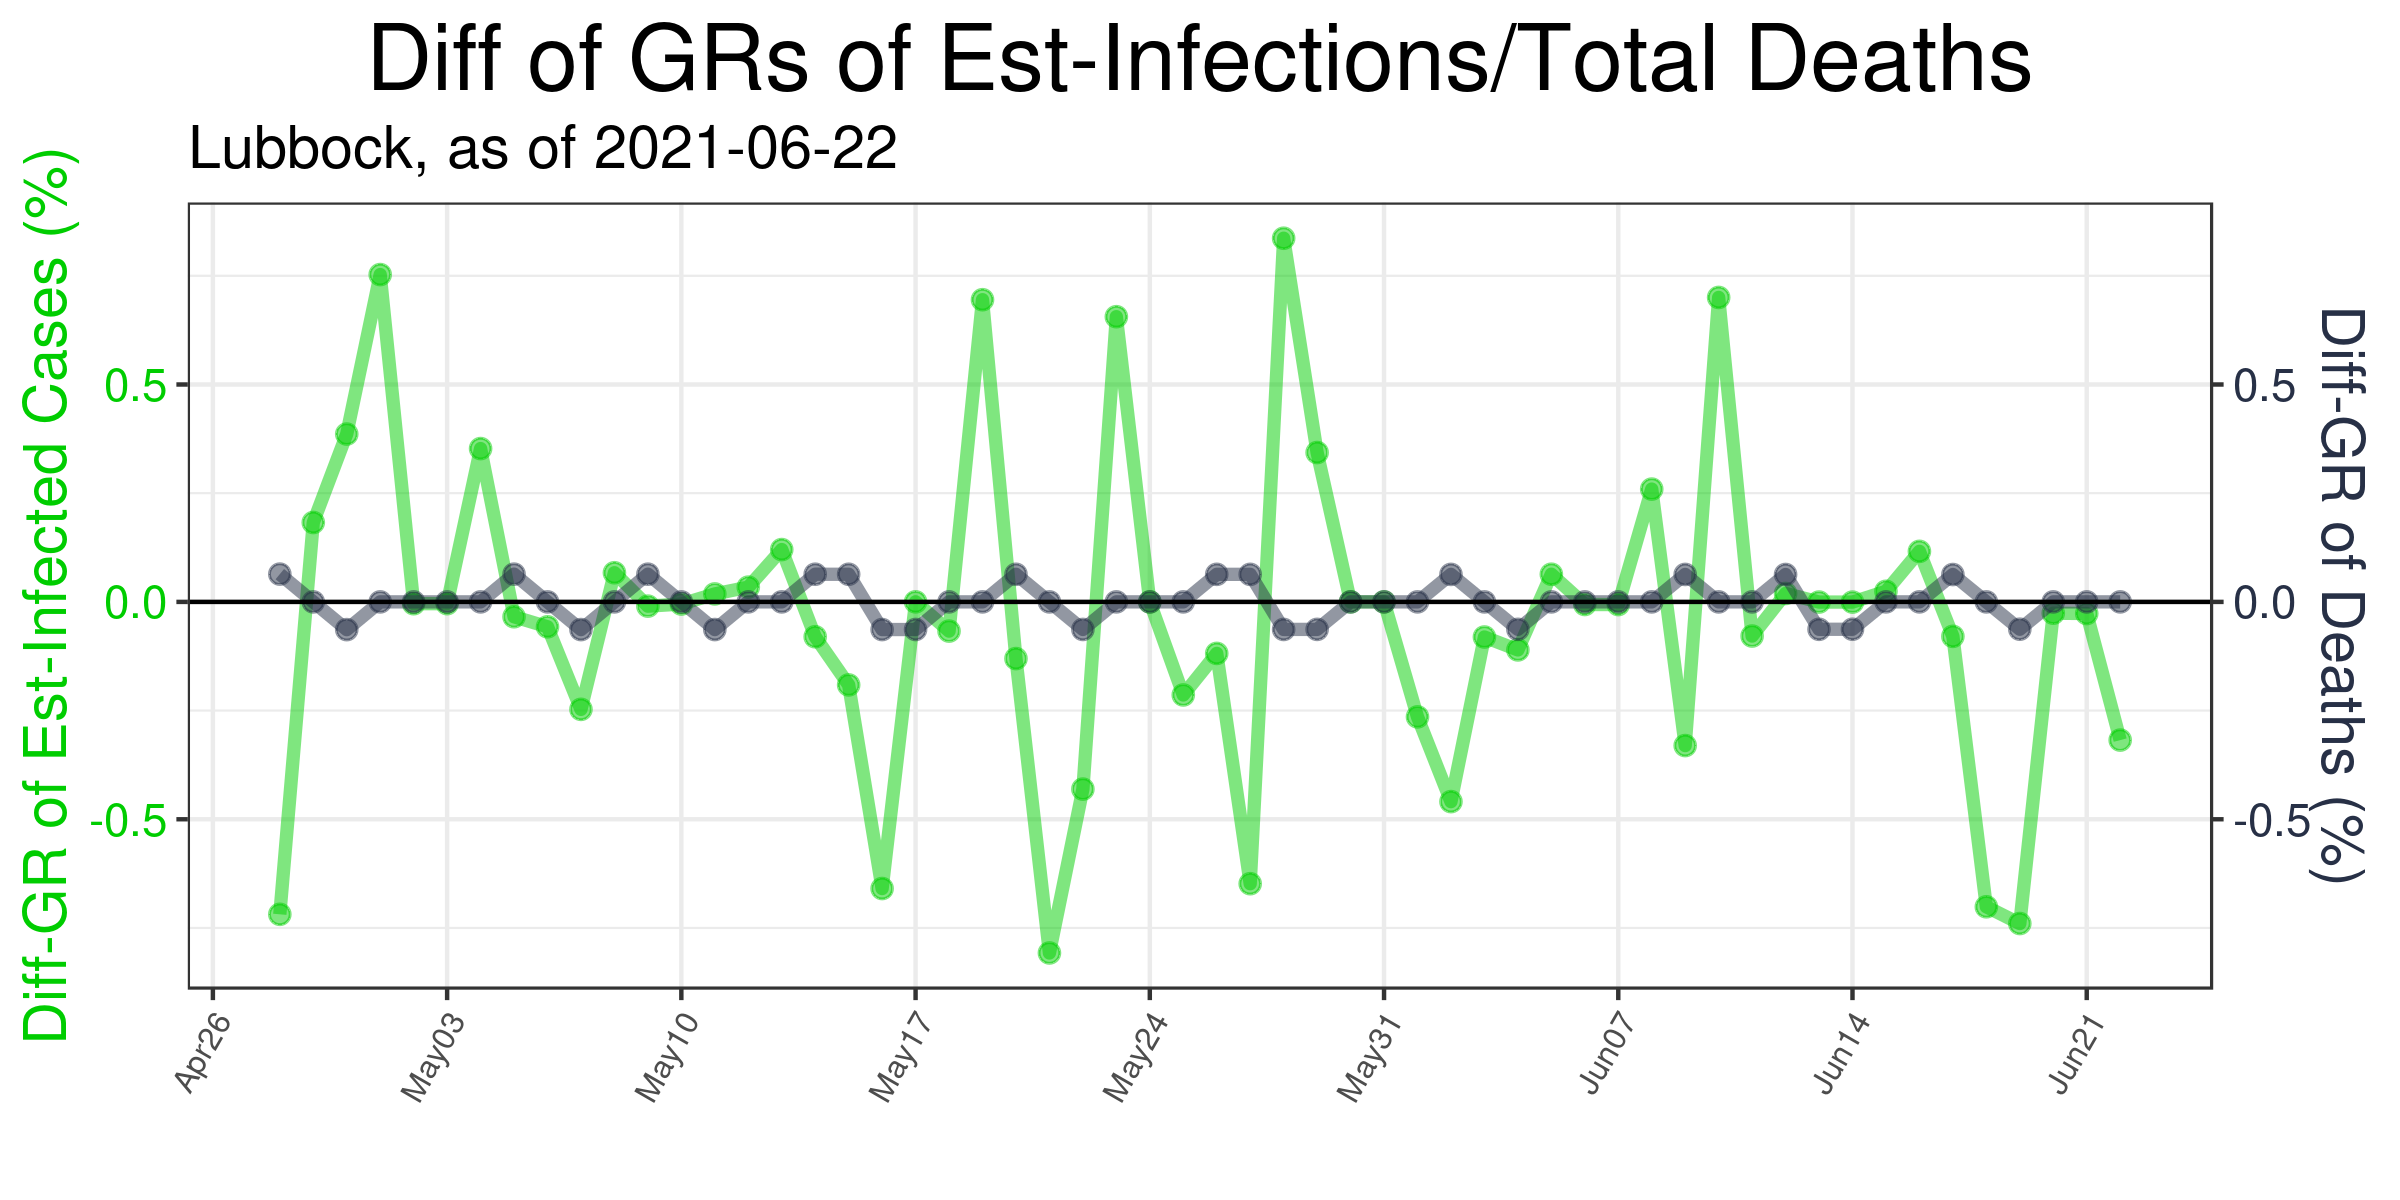 Diff of GRs of Est-Infections/Total Deaths
Lubbock, as of 2021-06-22
Diff-GR of Est-Infected Cases (%)
0.5
0.0
-0.5
0.5
0.0
-0.5
Diff-GR of Deaths (%)
Apr26
May03
May10
May17
May24
May31
Jun07
Jun14
Jun21